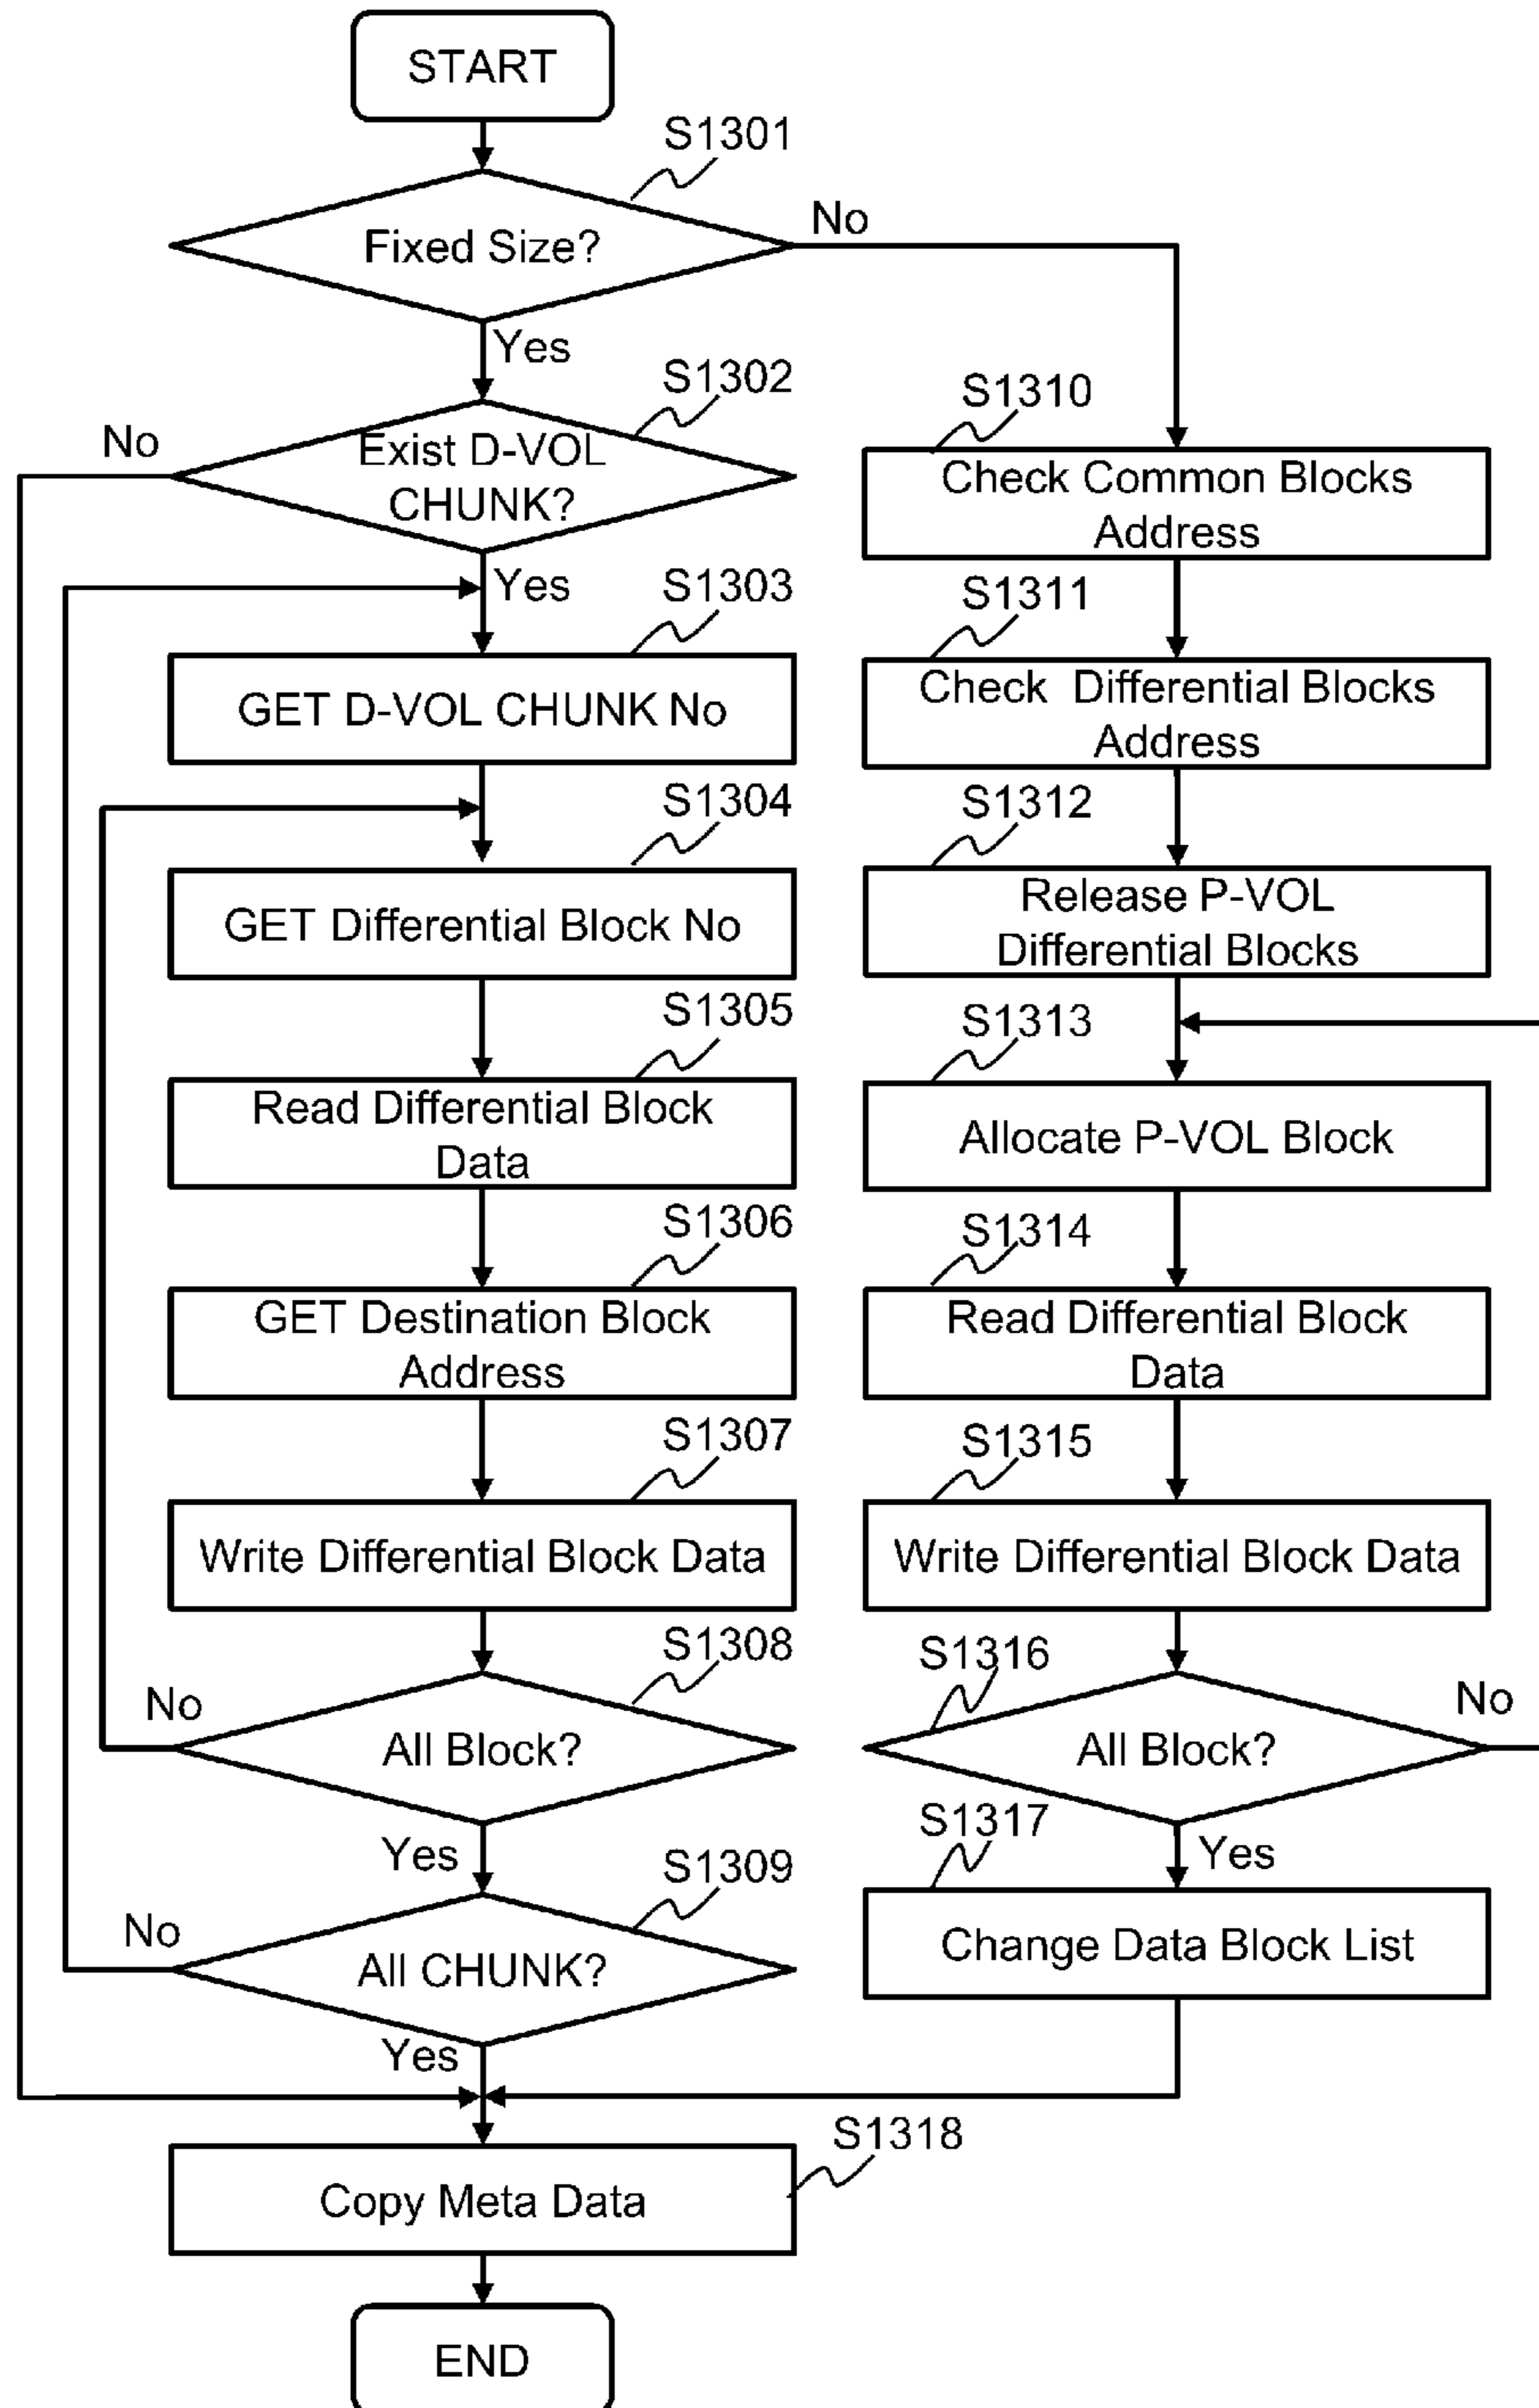 START
S1301
Fixed Size?
No
Yes
S1302
No
Exist D-VOL
CHUNK?
Yes
S1303
GET D-VOL CHUNK No
S1304
GET Differential Block No
S1305
Read Differential Block
Data
S1306
GET Destination Block
Address
S1307
Write Differential Block Data
S1308
No
All Block?
Yes
S1309
No
All CHUNK?
Yes
S1310
Check Common Blocks
Address
S1311
Check Differential Blocks
Address
S1312
Release P-VOL
Differential Blocks
S1313
Allocate P-VOL Block
S1314
Read Differential Block
Data
S1315
Write Differential Block Data
S1316
No
All Block?
S1317
Yes
Change Data Block List
S1318
Copy Meta Data
END